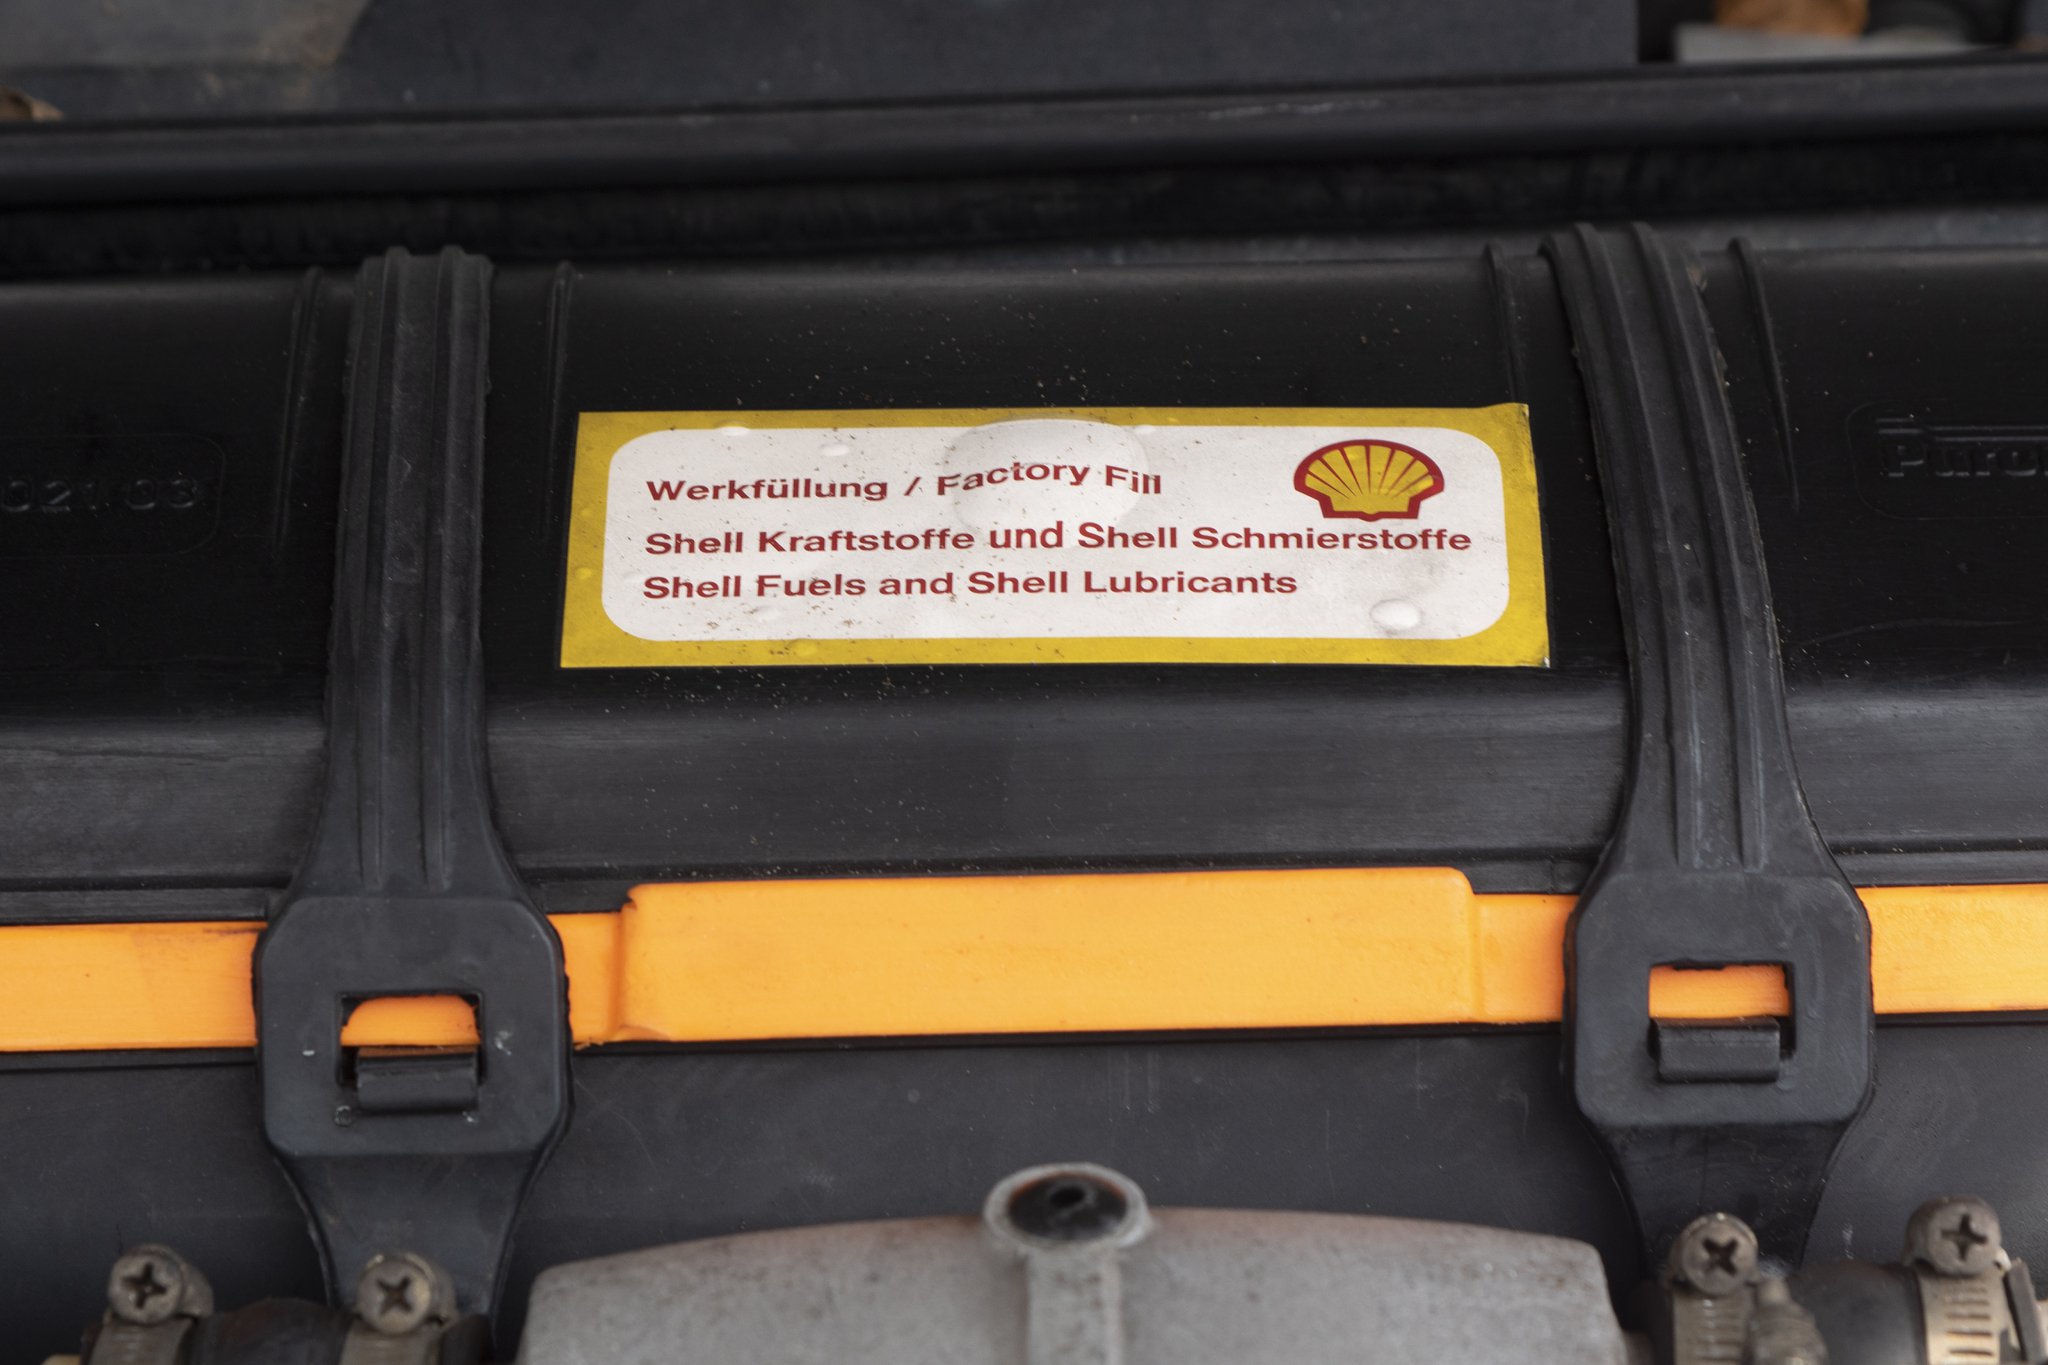 Werkfüllung / Factory Fill
Shell Kraftstoffe und Shell Schmierstoffe
Shell Fuels and Shell Lubricants